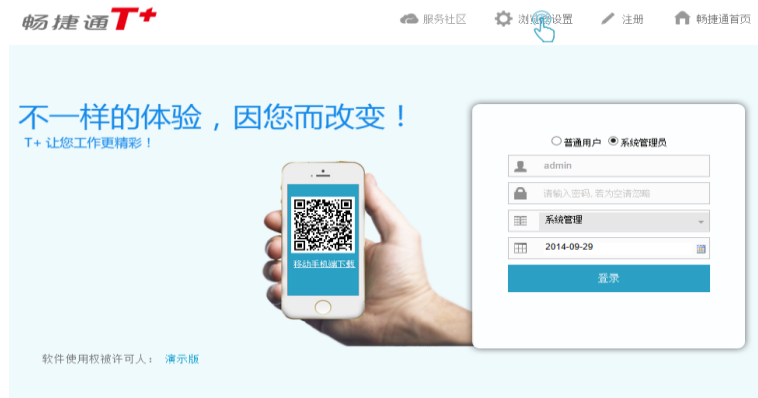 畅捷通T+
服务社区
浏览器设置
注册
畅捷通首页
不一样的体验，因您而改变！
T+ 让您工作更精彩！
普通用户 系统管理员
admin
请输入密码,若为空请忽略
系统管理
2014-09-29
登录
移动手机端下载
软件使用权被许可人： 演示版